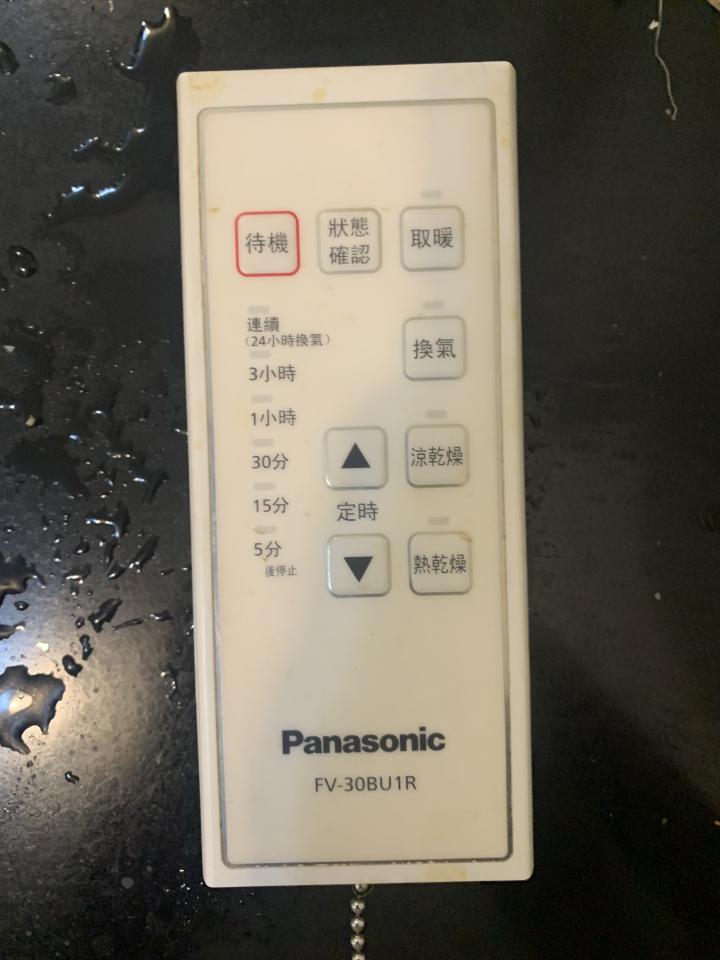 待機
狀態
確認
取暖
連續
（24小時換氣）
換氣
3小時
1小時
30分
▲
涼乾燥
15分
定時
5分
後停止
▼
熱乾燥
Panasonic
FV-30BU1R